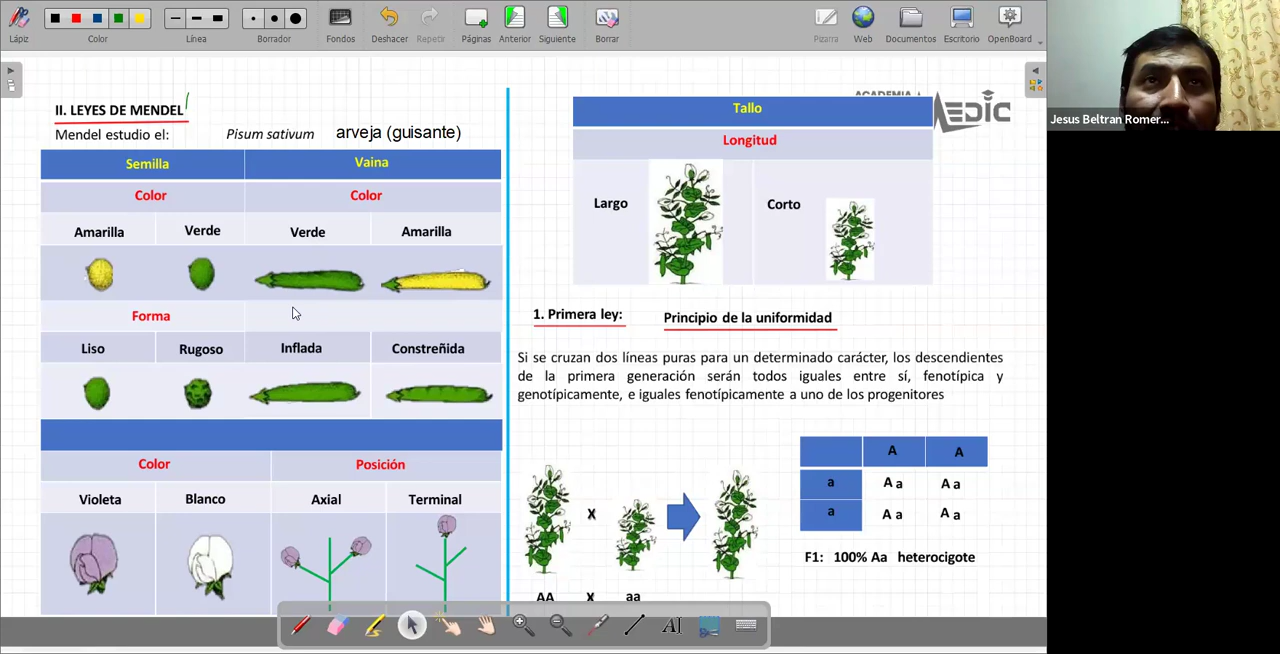 Lápiz
Color
Línea
Borrador
Fondos
Deshacer
Repetir
Páginas
Anterior
Siguiente
Borrar
Pizarra
Web
Documentos
Escritorio
OpenBoard
II. LEYES DE MENDEL
Mendel estudio el: Pisum sativum arveja (guisante)
Semilla Vaina
Color Color
Amarilla Verde Verde Amarilla
Forma
Liso Rugoso Inflada Constreñida
Color Posición
Violeta Blanco Axial Terminal
ACADEMIA
MEDIC
Tallo
Longitud
Largo Corto
1. Primera ley: Principio de la uniformidad
Si se cruzan dos líneas puras para un determinado carácter, los descendientes
de la primera generación serán todos iguales entre sí, fenotípica y
genotípicamente, e iguales fenotípicamente a uno de los progenitores
X
AA X aa
A A
a A a A a
a A a A a
F1: 100% Aa heterocigote
Jesus Beltran Romer...